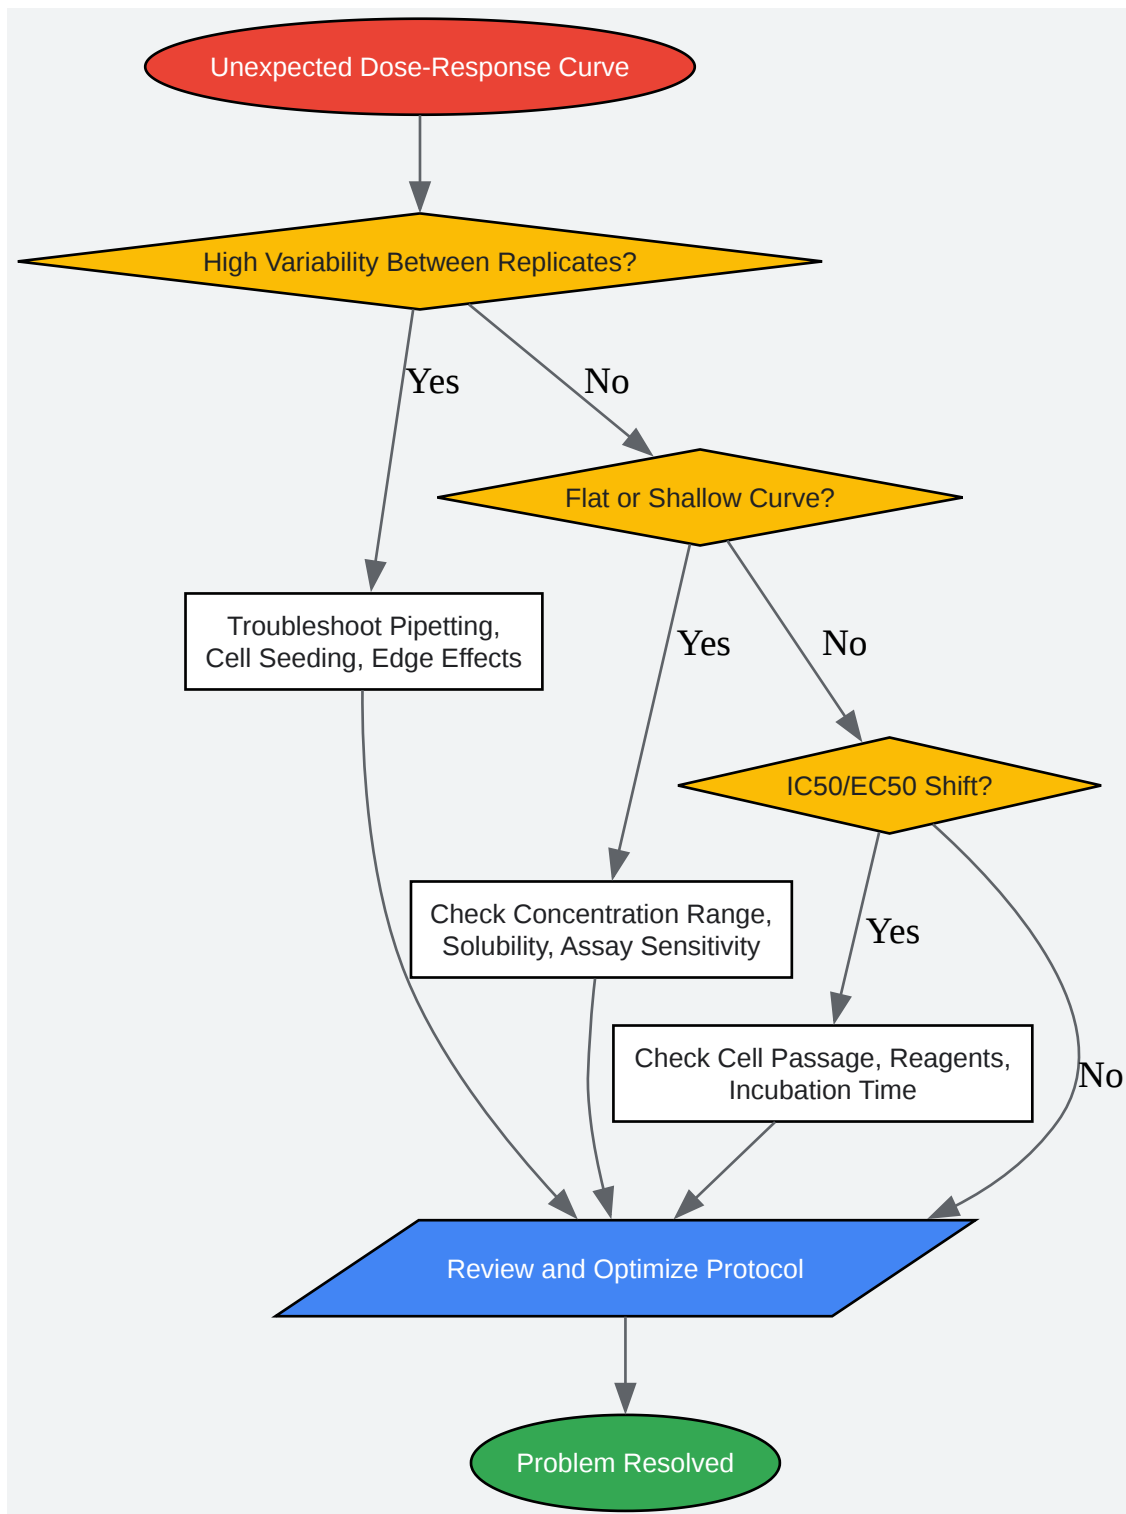 Unexpected Dose-Response Curve
High Variability Between Replicates?
Yes
No
Flat or Shallow Curve?
Troubleshoot Pipetting,
Cell Seeding, Edge Effects
Yes
No
IC50/EC50 Shift?
Check Concentration Range,
Solubility, Assay Sensitivity
Yes
Check Cell Passage, Reagents,
Incubation Time
No
Review and Optimize Protocol
Problem Resolved